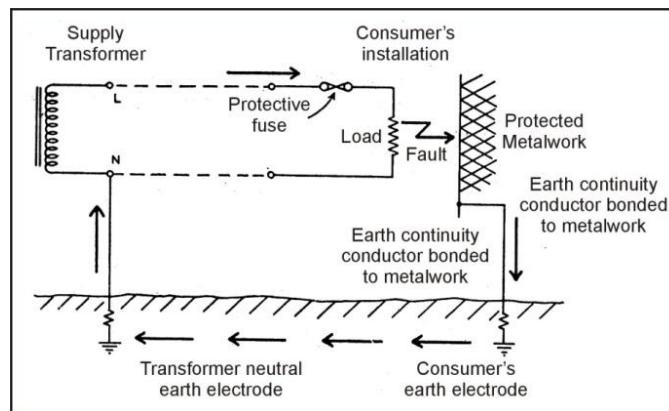 Supply
Transformer
Consumer's
installation
L
Protective
fuse
Load
Fault
Protected
Metalwork
N
Earth continuity
conductor bonded
to metalwork
Earth continuity
conductor bonded
to metalwork
Transformer neutral
earth electrode
Consumer's
earth electrode